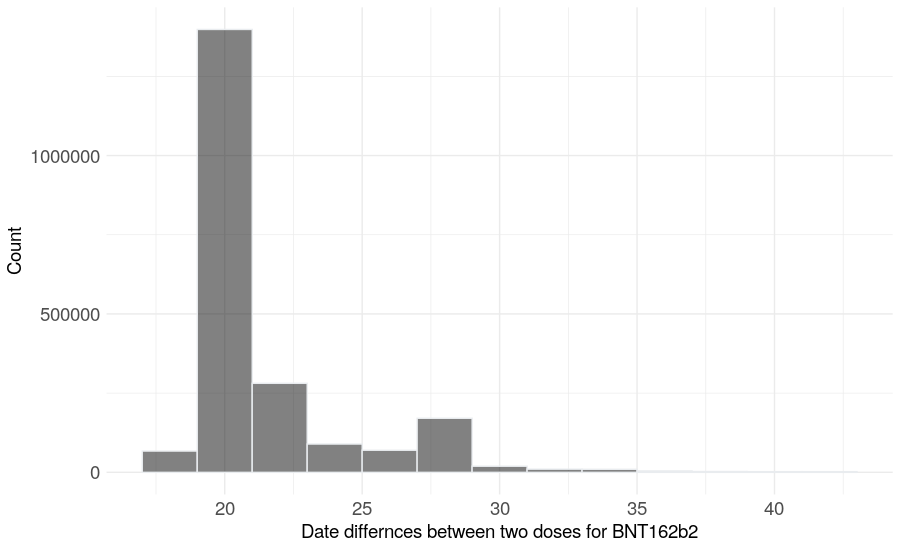 Count
1000000
500000
0
20 25 30 35 40
Date differnces between two doses for BNT162b2